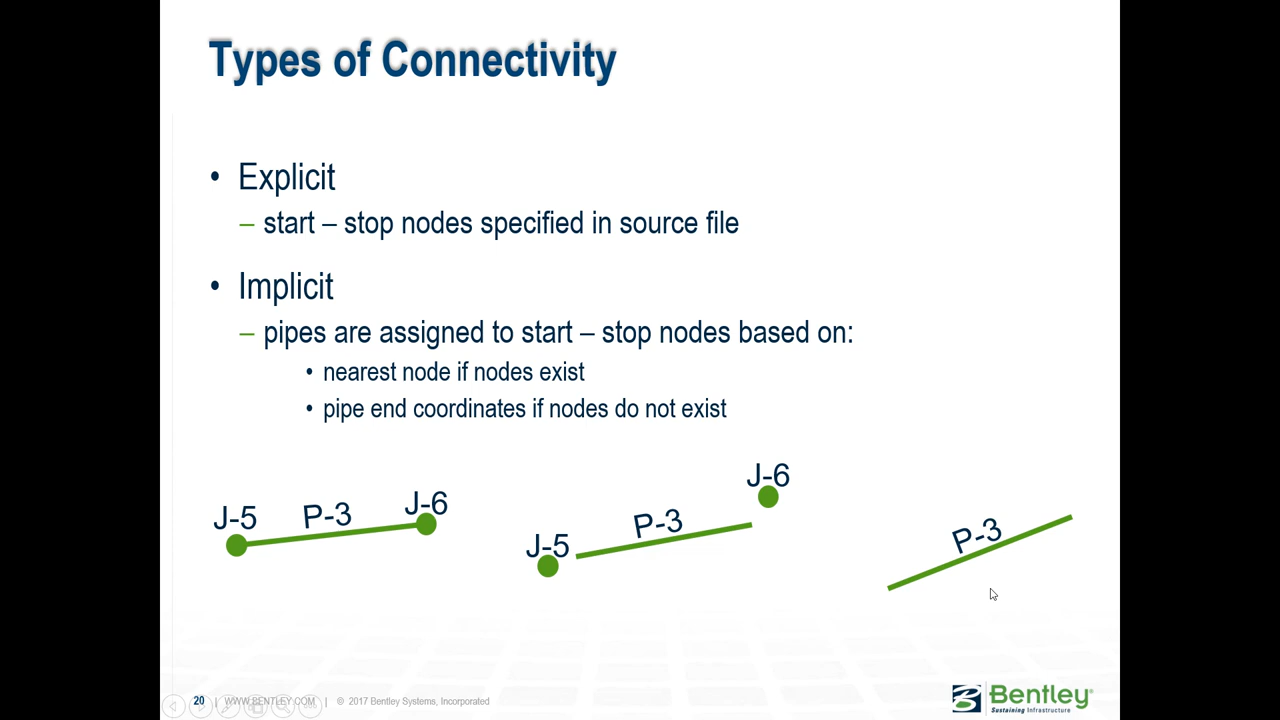 Types of Connectivity
• Explicit
– start – stop nodes specified in source file
• Implicit
– pipes are assigned to start – stop nodes based on:
• nearest node if nodes exist
• pipe end coordinates if nodes do not exist
J-5 P-3 J-6
J-5 P-3 J-6
P-3
20 | WWW.BENTLEY.COM | © 2017 Bentley Systems, Incorporated
Bentley®
Sustaining Infrastructure